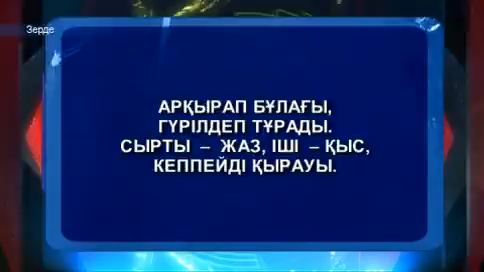 Зерде
АРҚЫРАП БҰЛАҒЫ,
ГҮРІЛДЕП ТҰРАДЫ.
СЫРТЫ – ЖАЗ, ІШІ – ҚЫС,
КЕППЕЙДІ ҚЫРАУЫ.